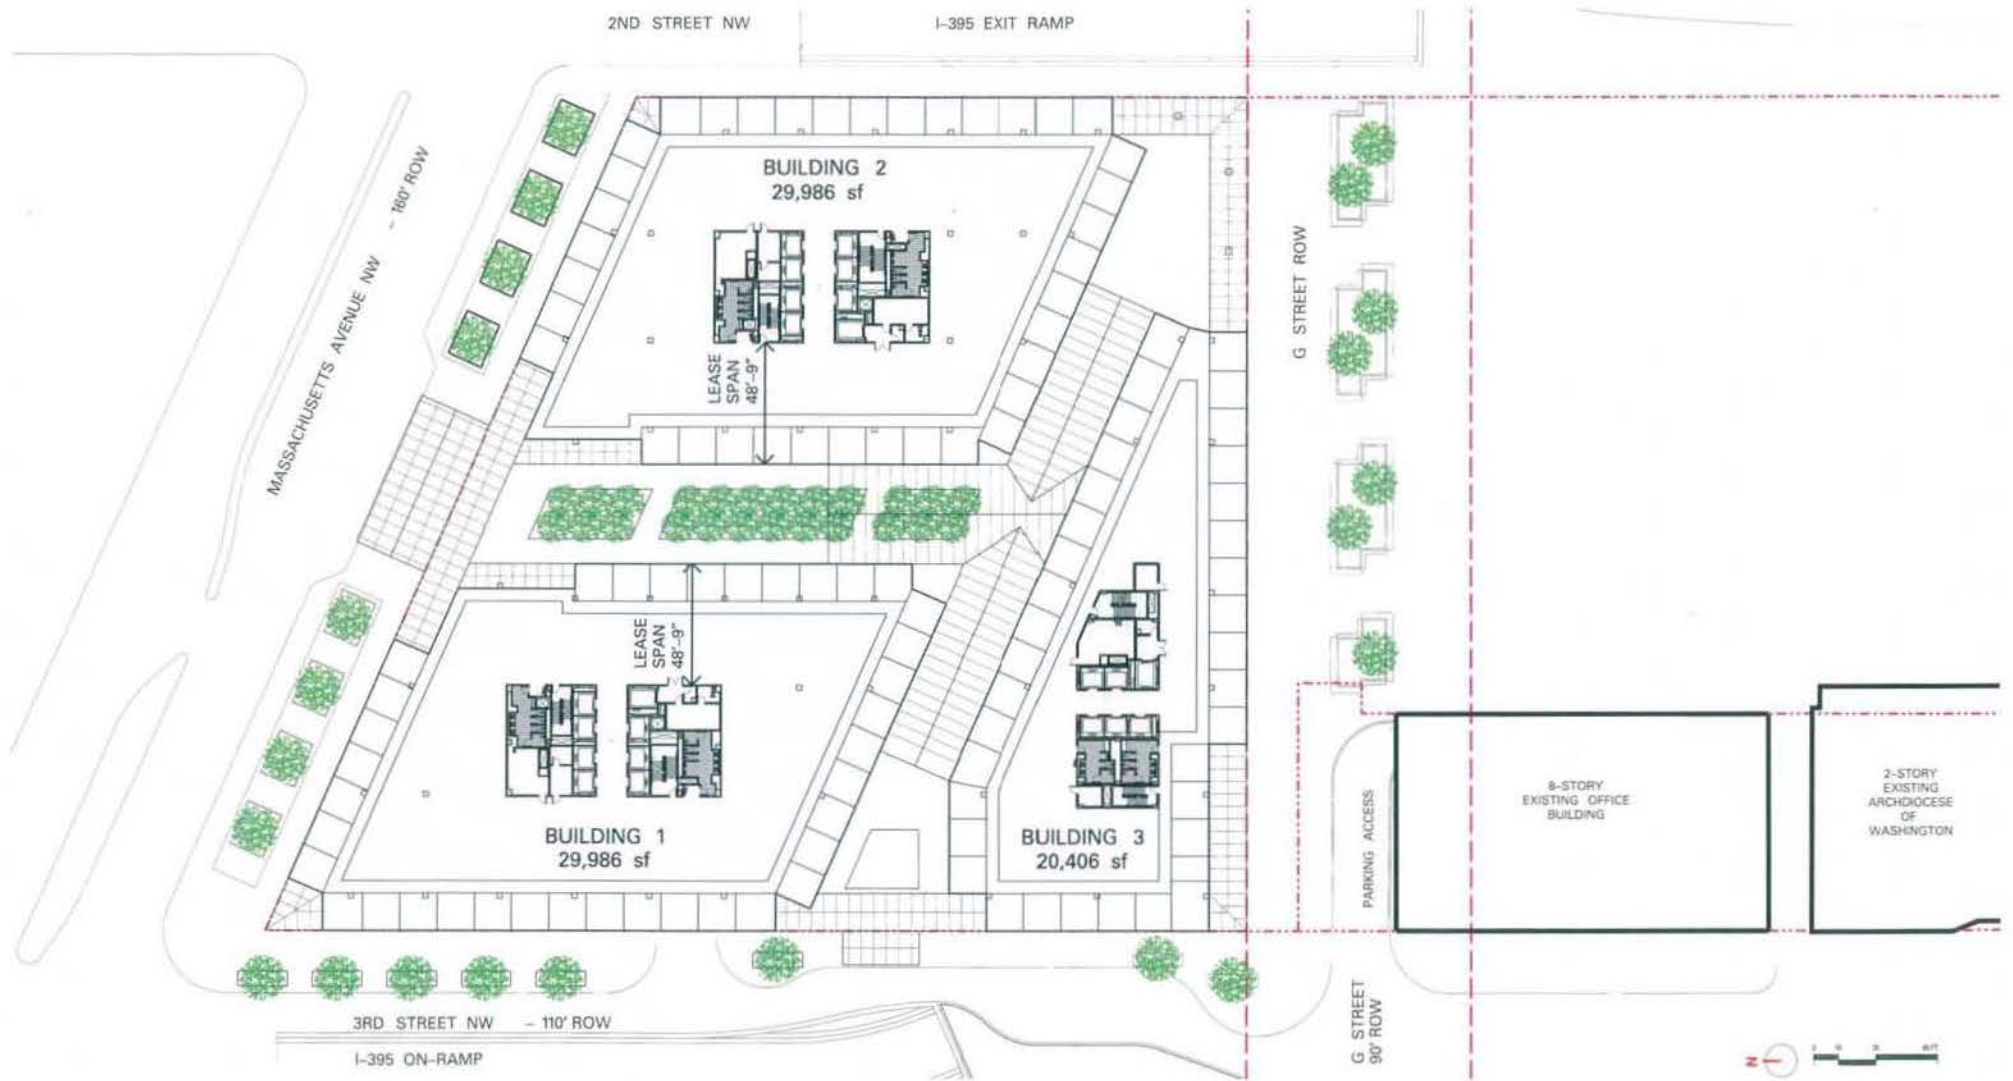 2ND STREET NW
I-395 EXIT RAMP
MASSACHUSETTS AVENUE NW - 160' ROW
BUILDING 2
29,986 sf
LEASE
SPAN
48'-9"
G STREET ROW
LEASE
SPAN
48'-9"
BUILDING 1
29,986 sf
BUILDING 3
20,406 sf
PARKING ACCESS
8-STORY
EXISTING OFFICE
BUILDING
2-STORY
EXISTING
ARCHDIOCESE
OF
WASHINGTON
3RD STREET NW - 110' ROW
I-395 ON-RAMP
G STREET
90' ROW
N